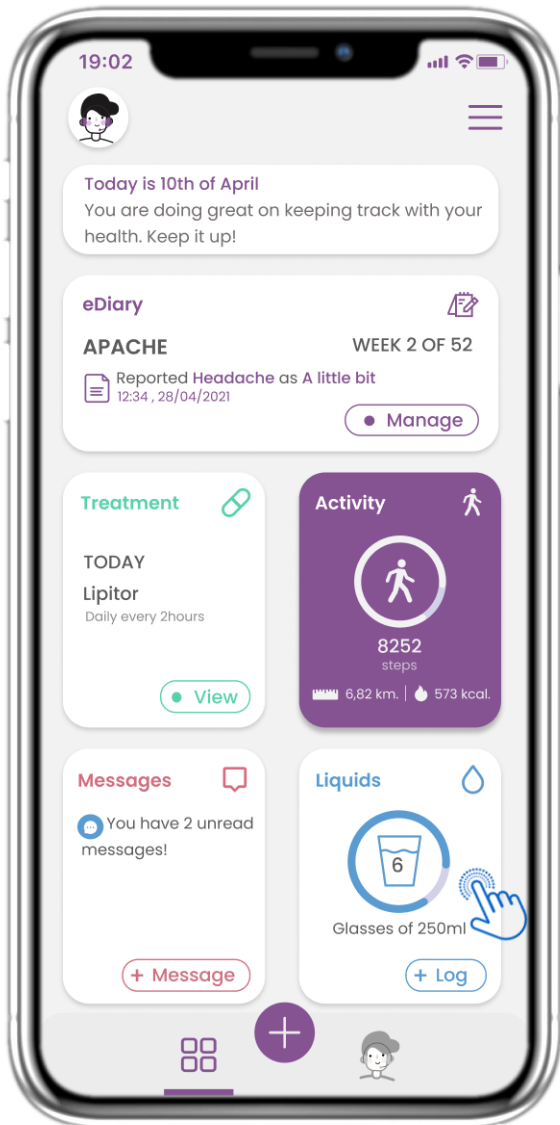 19:02
Today is 10th of April
You are doing great on keeping track with your
health. Keep it up!
eDiary
APACHE
WEEK 2 OF 52
Reported Headache as A little bit
12:34 , 28/04/2021
Manage
Treatment
TODAY
Lipitor
Daily every 2hours
View
Activity
8252
steps
6,82 km. | 573 kcal.
Messages
You have 2 unread
messages!
+ Message
Liquids
6
Glasses of 250ml
+ Log